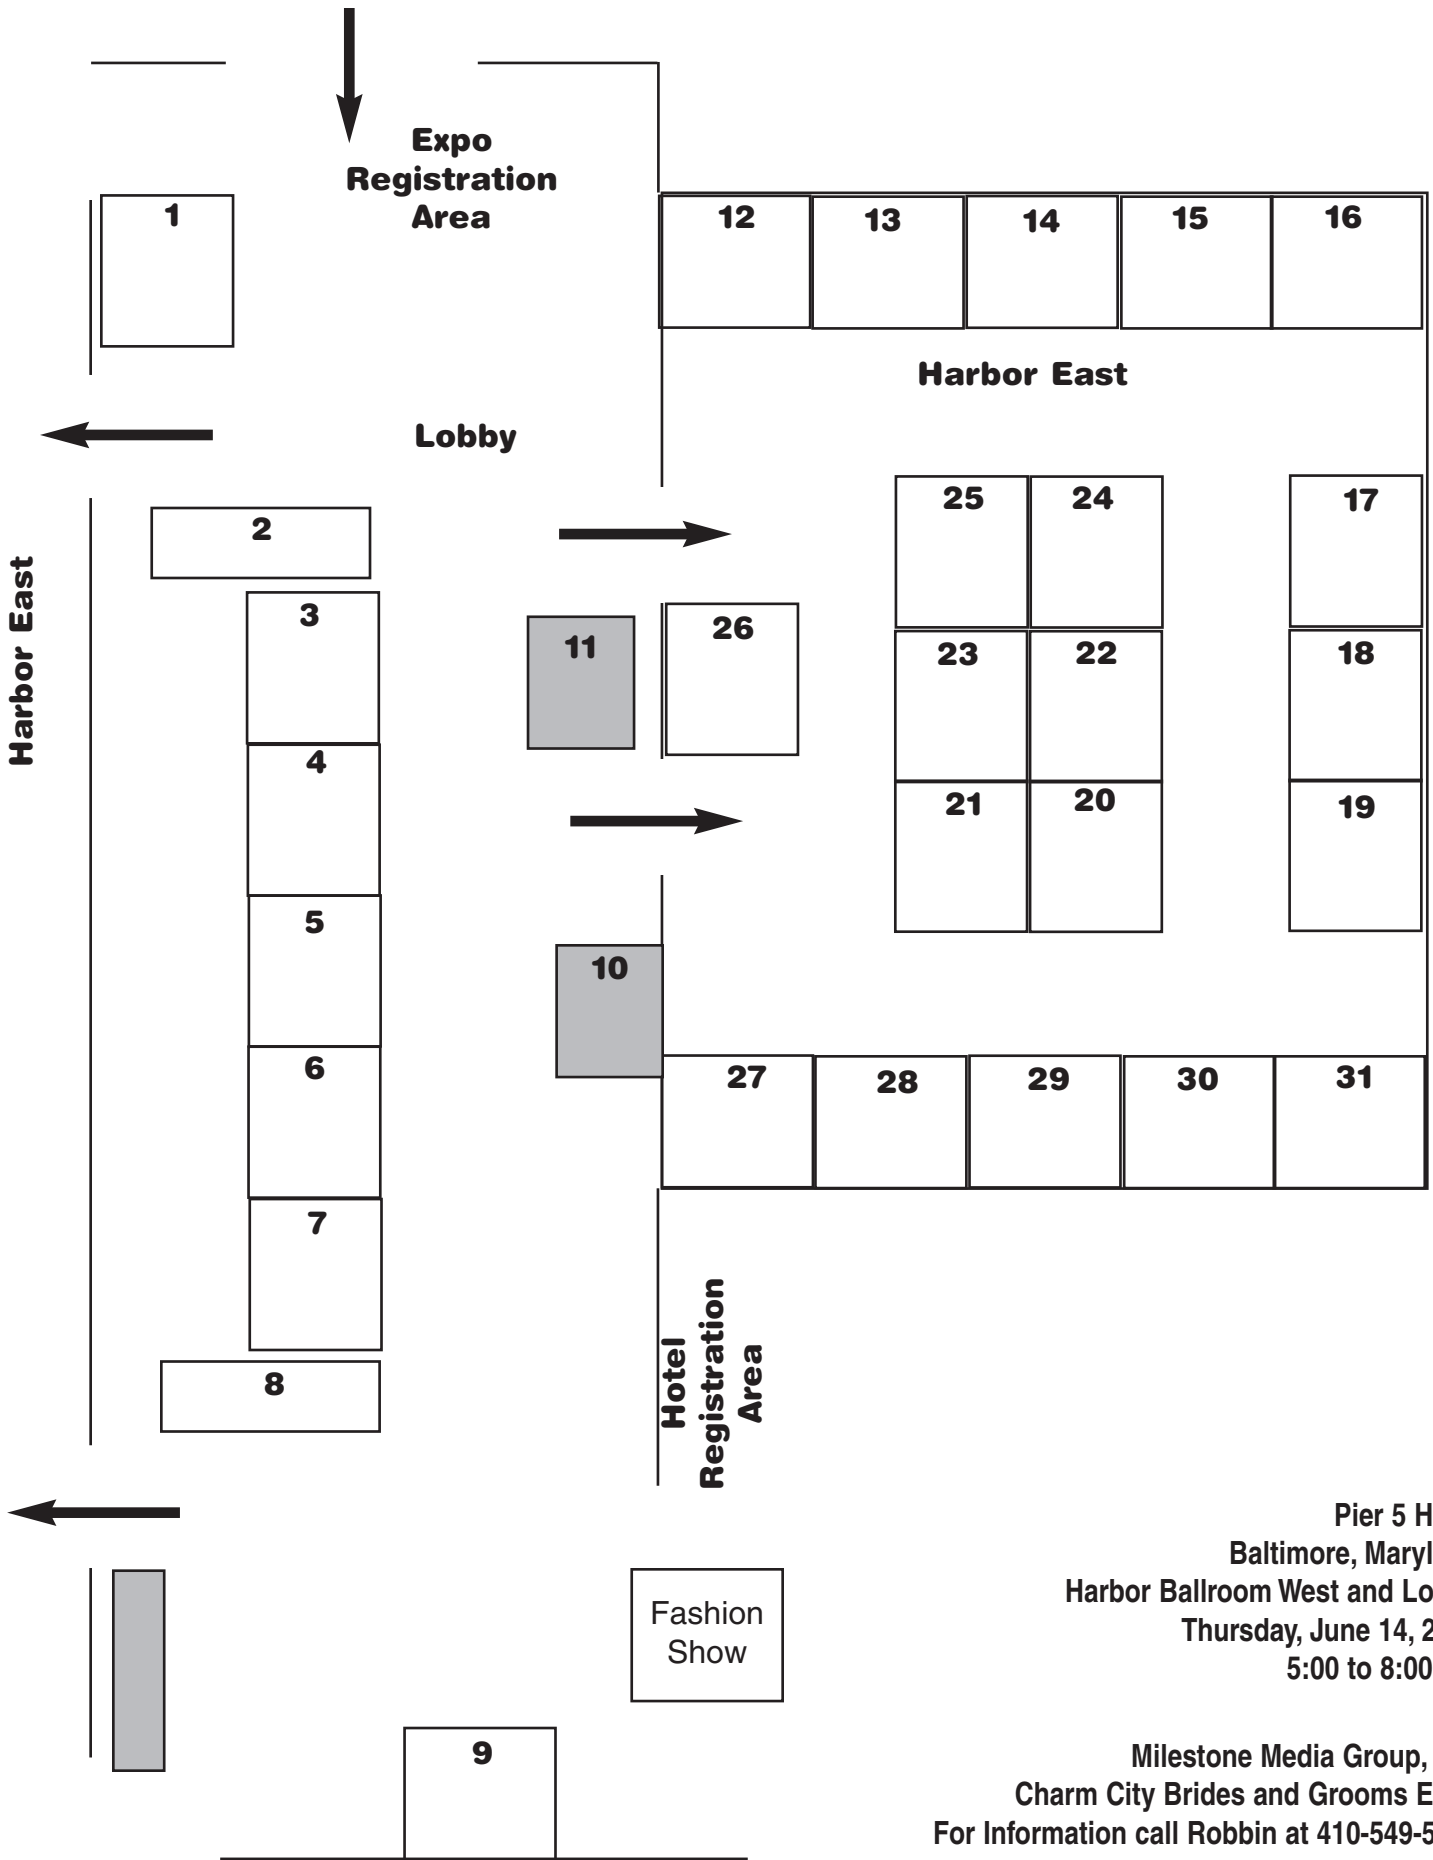 Expo
Registration
Area
1
12
13
14
15
16
Harbor East
Lobby
25
24
17
2
Harbor East
3
11
26
23
22
18
4
21
20
19
5
10
6
27
28
29
30
31
7
Hotel
Registration
Area
8
Pier 5 H
Baltimore, Maryl
Harbor Ballroom West and Lo
Thursday, June 14, 2
5:00 to 8:00
Fashion
Show
9
Milestone Media Group,
Charm City Brides and Grooms E
For Information call Robbin at 410-549-5